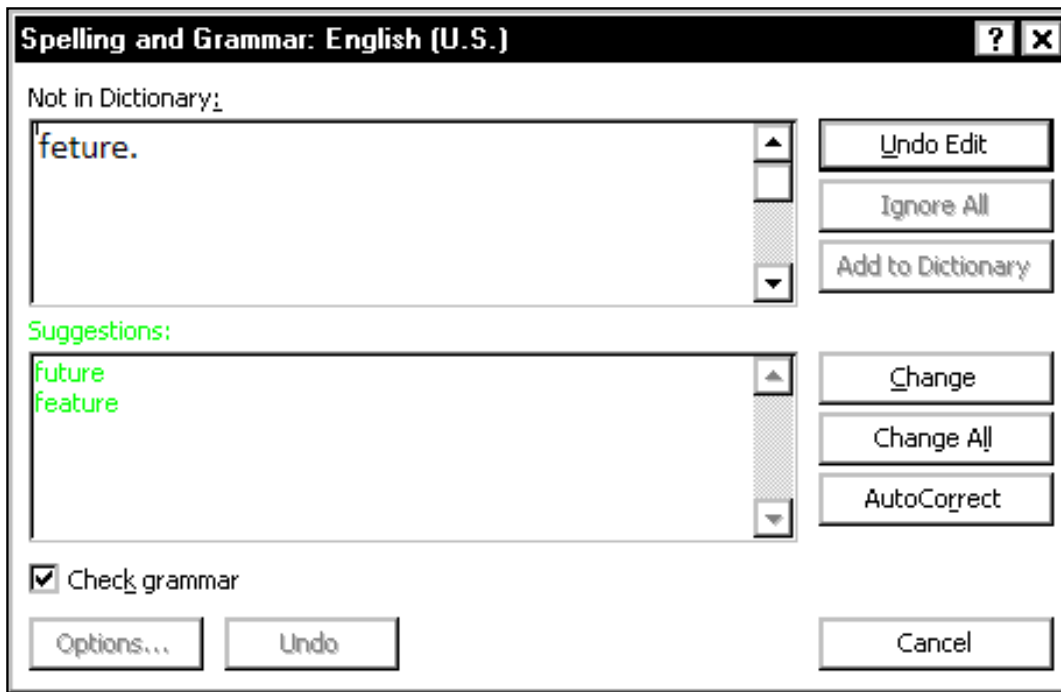 Spelling and Grammar: English (U.S.)
Not in Dictionary:
feture.
Undo Edit
Ignore All
Add to Dictionary
Suggestions:
future
feature
Change
Change All
AutoCorrect
Check grammar
Options...
Undo
Cancel